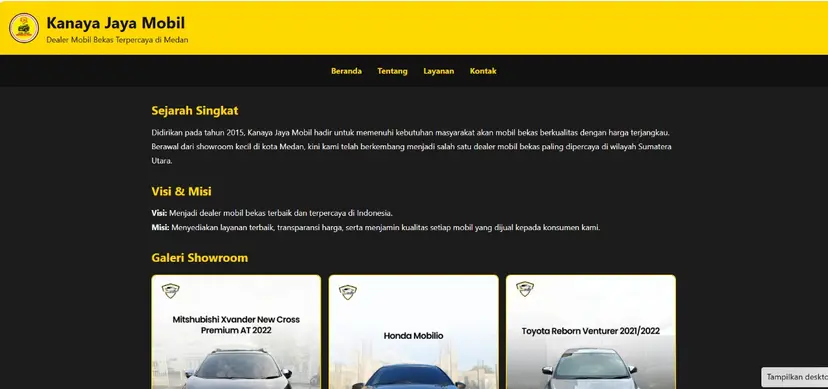 Kanaya Jaya Mobil
Dealer Mobil Bekas Terpercaya di Medan
Beranda Tentang Layanan Kontak
Sejarah Singkat
Didirikan pada tahun 2015, Kanaya Jaya Mobil hadir untuk memenuhi kebutuhan masyarakat akan mobil bekas berkualitas dengan harga terjangkau.
Berawal dari showroom kecil di kota Medan, kini kami telah berkembang menjadi salah satu dealer mobil bekas paling dipercaya di wilayah Sumatera
Utara.
Visi & Misi
Visi: Menjadi dealer mobil bekas terbaik dan terpercaya di Indonesia.
Misi: Menyediakan layanan terbaik, transparansi harga, serta menjamin kualitas setiap mobil yang dijual kepada konsumen kami.
Galeri Showroom
Mitshubishi Xvander New Cross
Premium AT 2022
Honda Mobilio
Toyota Reborn Venturer 2021/2022
Tampilkan deskto